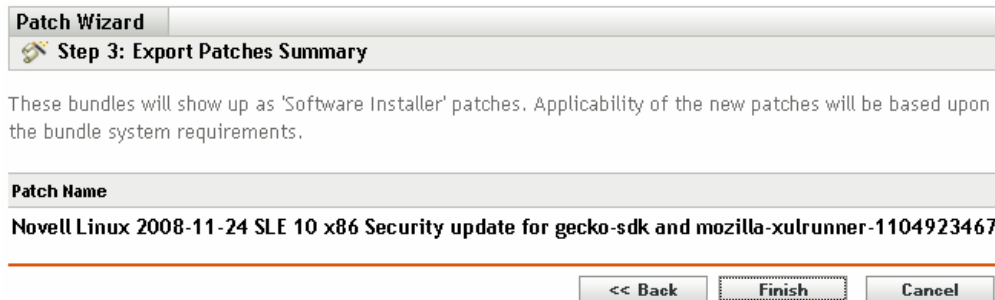 Patch Wizard
Step 3: Export Patches Summary
These bundles will show up as 'Software Installer' patches. Applicability of the new patches will be based upon
the bundle system requirements.
Patch Name
Novell Linux 2008-11-24 SLE 10 x86 Security update for gecko-sdk and mozilla-xulrunner-1104923467
<< Back
Finish
Cancel